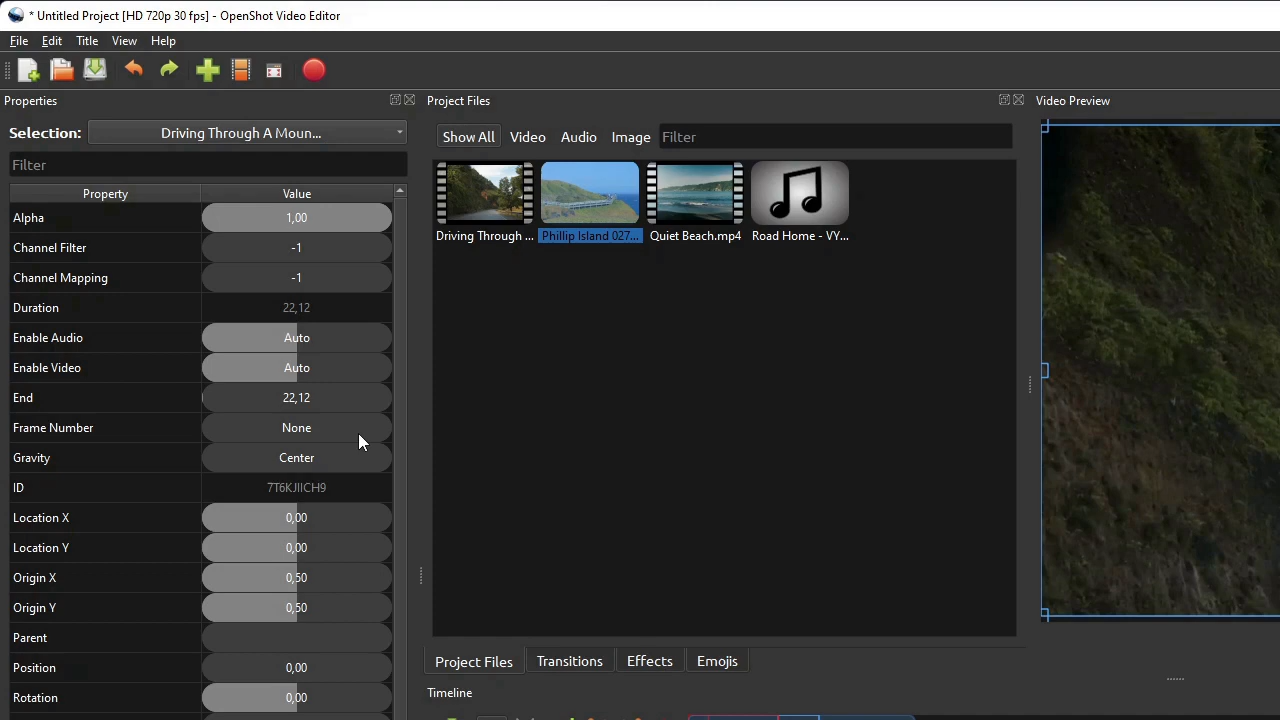 * Untitled Project [HD 720p 30 fps] - OpenShot Video Editor
File Edit Title View Help
Properties
Selection: Driving Through A Moun...
Filter
Property Value
Alpha 1,00
Channel Filter -1
Channel Mapping -1
Duration 22,12
Enable Audio Auto
Enable Video Auto
End 22,12
Frame Number None
Gravity Center
ID 7T6KJIICH9
Location X 0,00
Location Y 0,00
Origin X 0,50
Origin Y 0,50
Parent
Position 0,00
Rotation 0,00
Project Files
Show All Video Audio Image Filter
Driving Through ... Phillip Island 027... Quiet Beach.mp4 Road Home - VY...
Project Files Transitions Effects Emojis
Timeline
Video Preview